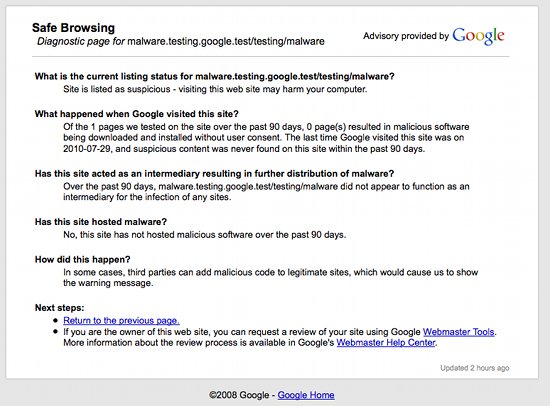 Safe Browsing
Diagnostic page for malware.testing.google.test/testing/malware
Advisory provided by Google
What is the current listing status for malware.testing.google.test/testing/malware?
Site is listed as suspicious - visiting this web site may harm your computer.
What happened when Google visited this site?
Of the 1 pages we tested on the site over the past 90 days, 0 page(s) resulted in malicious software
being downloaded and installed without user consent. The last time Google visited this site was on
2010-07-29, and suspicious content was never found on this site within the past 90 days.
Has this site acted as an intermediary resulting in further distribution of malware?
Over the past 90 days, malware.testing.google.test/testing/malware did not appear to function as an
intermediary for the infection of any sites.
Has this site hosted malware?
No, this site has not hosted malicious software over the past 90 days.
How did this happen?
In some cases, third parties can add malicious code to legitimate sites, which would cause us to show
the warning message.
Next steps:
• Return to the previous page.
• If you are the owner of this web site, you can request a review of your site using Google Webmaster Tools.
More information about the review process is available in Google's Webmaster Help Center.
Updated 2 hours ago
©2008 Google - Google Home